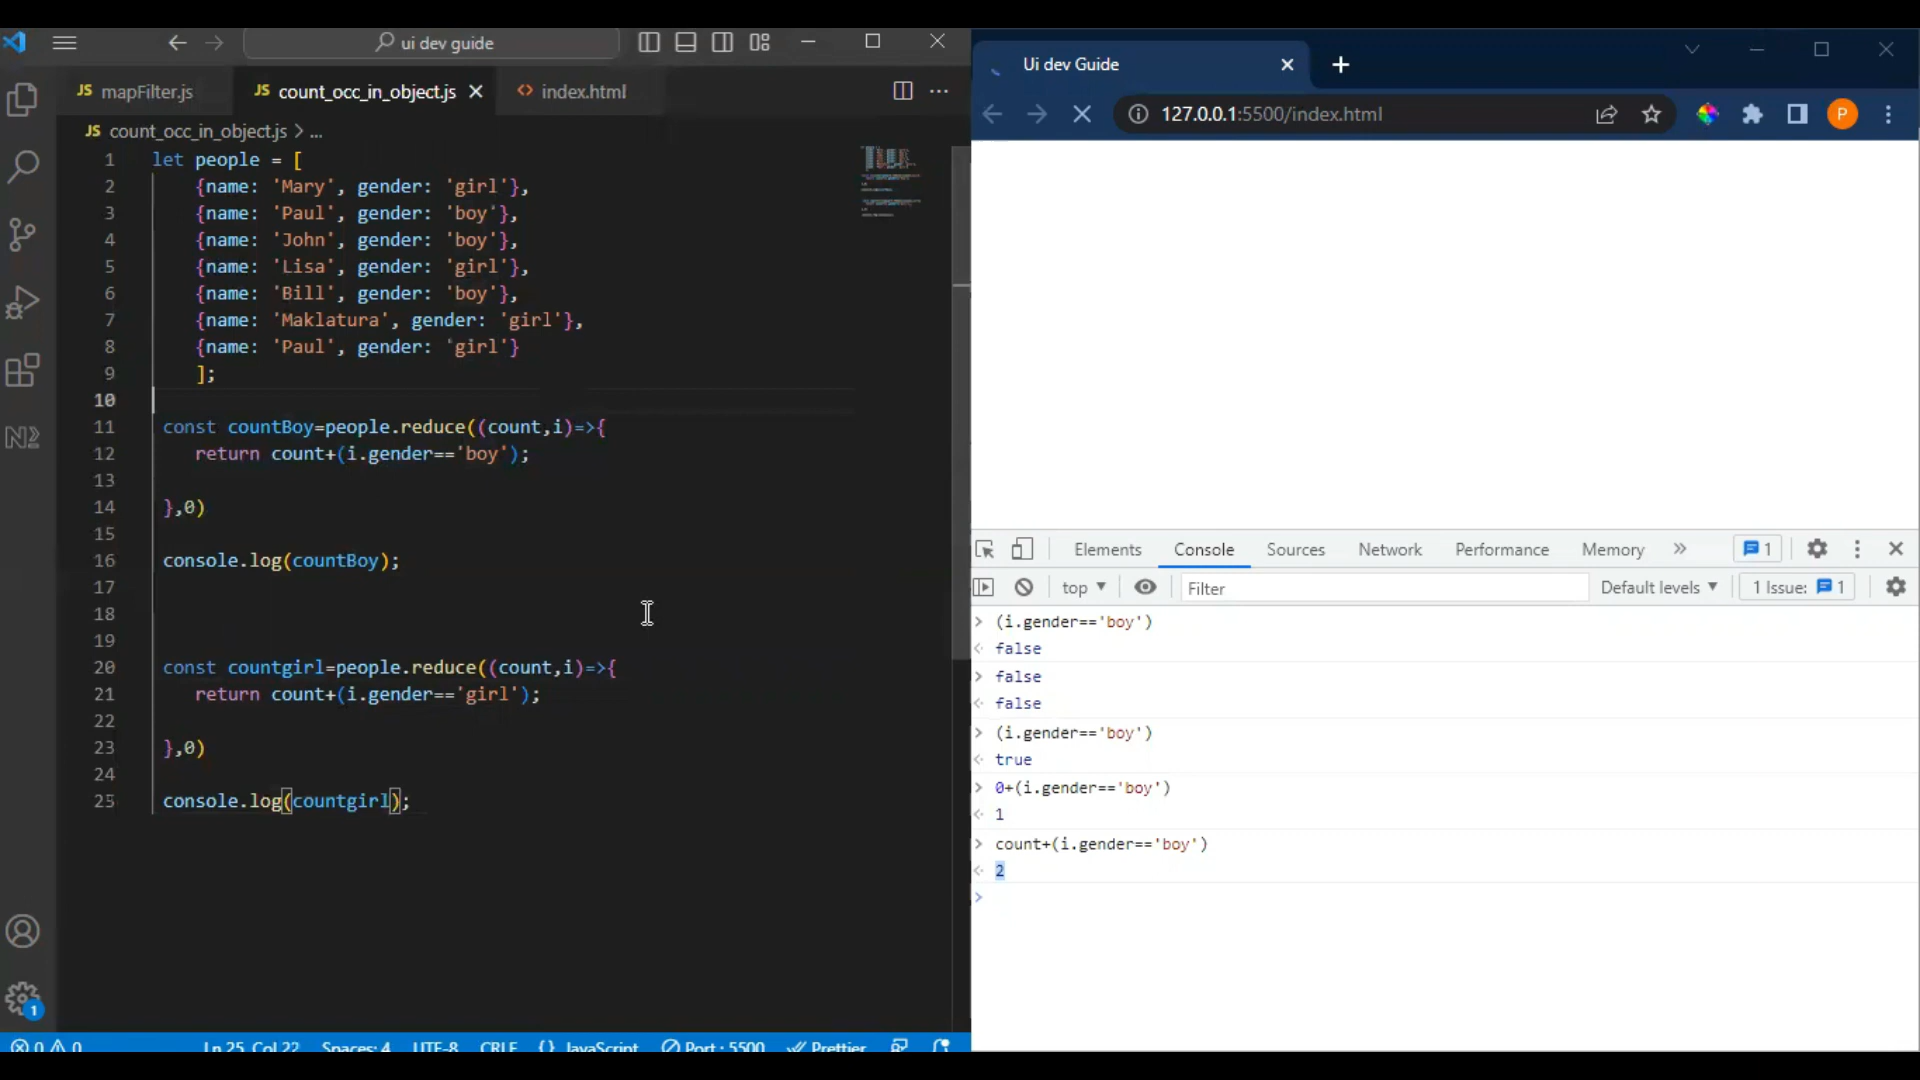 ui dev guide
JS mapFilter.js
JS count_occ_in_object.js
<> index.html
JS count_occ_in_object.js > ...
1 let people = [
2 {name: 'Mary', gender: 'girl'},
3 {name: 'Paul', gender: 'boy'},
4 {name: 'John', gender: 'boy'},
5 {name: 'Lisa', gender: 'girl'},
6 {name: 'Bill', gender: 'boy'},
7 {name: 'Maklatura', gender: 'girl'},
8 {name: 'Paul', gender: 'girl'}
9 ];
10
11 const countBoy=people.reduce((count,i)=>{
12 return count+(i.gender=='boy');
13
14 },0)
15
16 console.log(countBoy);
17
18
19
20 const countgirl=people.reduce((count,i)=>{
21 return count+(i.gender=='girl');
22
23 },0)
24
25 console.log(countgirl);
1
0 0
Ln 25, Col 22
Spaces: 4
UTF-8
CRLF
{} JavaScript
Port : 5500
Prettier
Ui dev Guide
127.0.0.1:5500/index.html
P
Elements
Console
Sources
Network
Performance
Memory
1
top
Filter
Default levels
1 Issue: 1
(i.gender=='boy')
false
false
false
(i.gender=='boy')
true
0+(i.gender=='boy')
1
count+(i.gender=='boy')
2